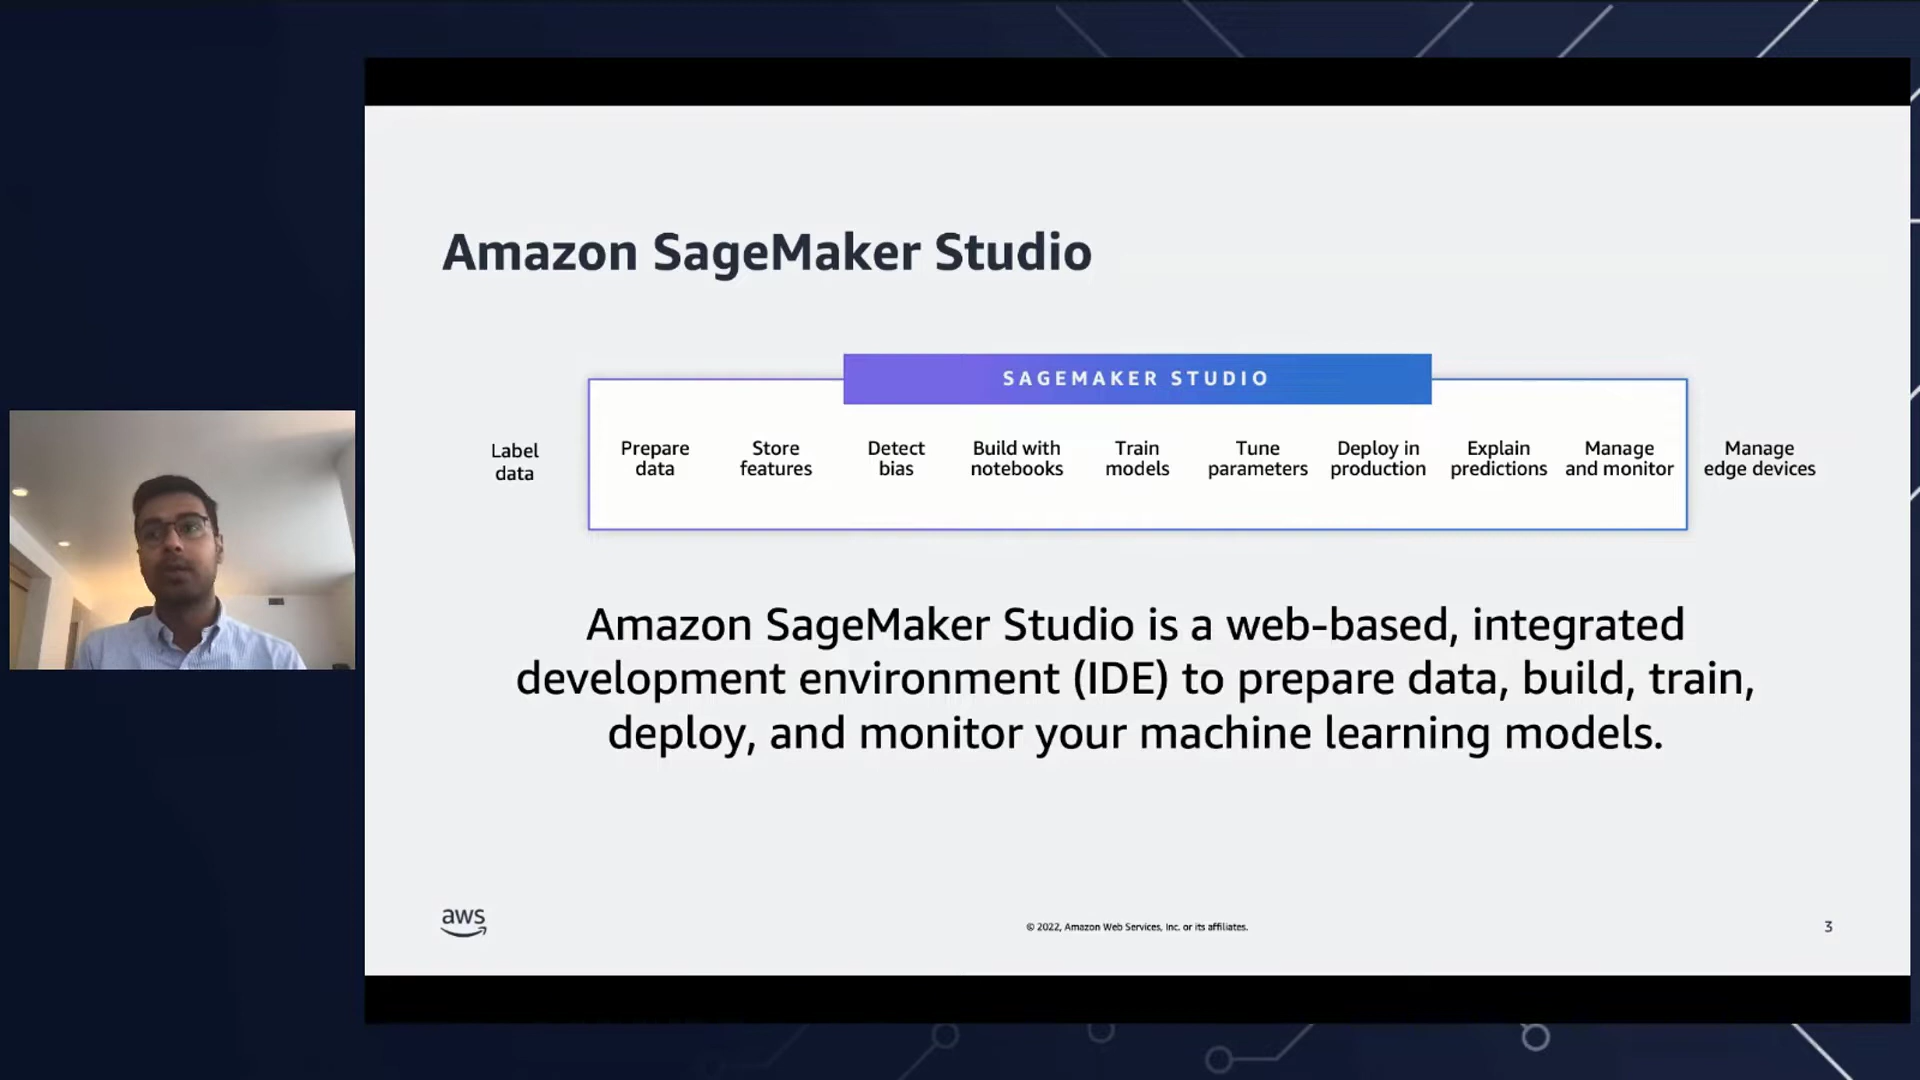 Amazon SageMaker Studio
SAGEMAKER STUDIO
Label
data
Prepare
data
Store
features
Detect
bias
Build with
notebooks
Train
models
Tune
parameters
Deploy in
production
Explain
predictions
Manage
and monitor
Manage
edge devices
Amazon SageMaker Studio is a web-based, integrated
development environment (IDE) to prepare data, build, train,
deploy, and monitor your machine learning models.
aws
© 2022, Amazon Web Services, Inc. or its affiliates.
3